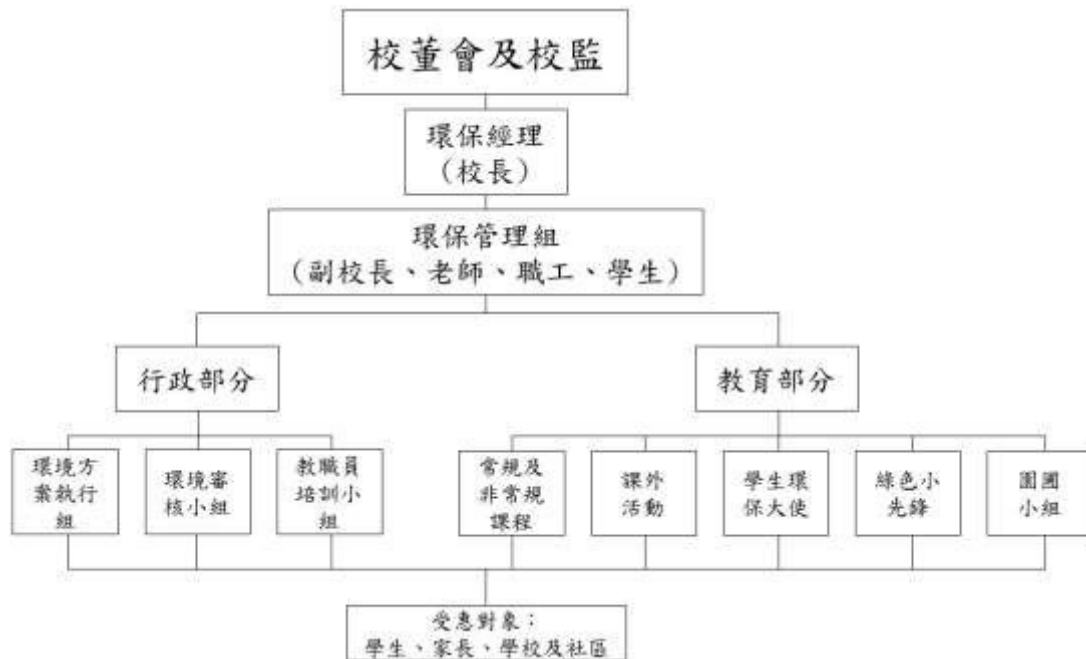 校董會及校監
環保經理
（校長）
環保管理組
（副校長、老師、職工、學生）
行政部分
教育部分
環境方
案執行
組
環境審
核小組
教職員
培訓小
組
常規及
非常規
課程
課外
活動
學生環
保大使
綠色小
先鋒
小組
受惠對象：
學生、家長、學校及社區